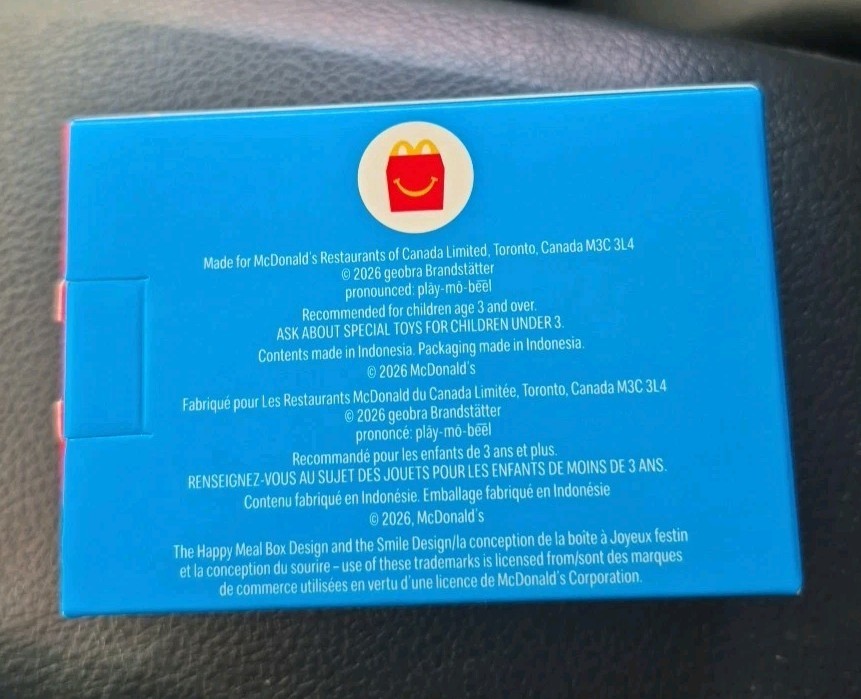 Made for McDonald's Restaurants of Canada Limited, Toronto, Canada M3C 3L4
© 2026 geobra Brandstätter
pronounced: plāy-mō-bēēl
Recommended for children age 3 and over.
ASK ABOUT SPECIAL TOYS FOR CHILDREN UNDER 3.
Contents made in Indonesia. Packaging made in Indonesia.
© 2026 McDonald's
Fabriqué pour Les Restaurants McDonald du Canada Limitée, Toronto, Canada M3C 3L4
© 2026 geobra Brandstätter
prononcé: plāy-mō-bēēl
Recommandé pour les enfants de 3 ans et plus.
RENSEIGNEZ-VOUS AU SUJET DES JOUETS POUR LES ENFANTS DE MOINS DE 3 ANS.
Contenu fabriqué en Indonésie. Emballage fabriqué en Indonésie
© 2026, McDonald's
The Happy Meal Box Design and the Smile Design/la conception de la boîte à Joyeux festin
et la conception du sourire – use of these trademarks is licensed from/sont des marques
de commerce utilisées en vertu d'une licence de McDonald's Corporation.